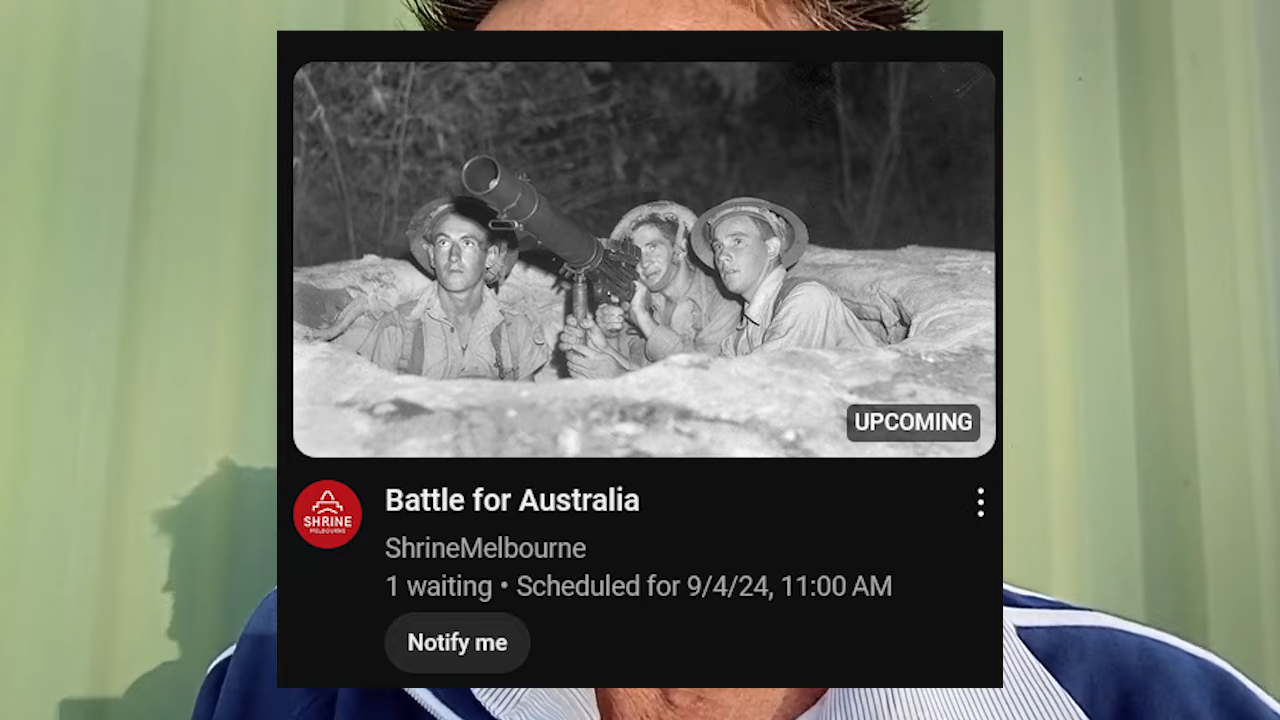 UPCOMING
SHRINE
MELBOURNE
Battle for Australia
ShrineMelbourne
1 waiting • Scheduled for 9/4/24, 11:00 AM
Notify me